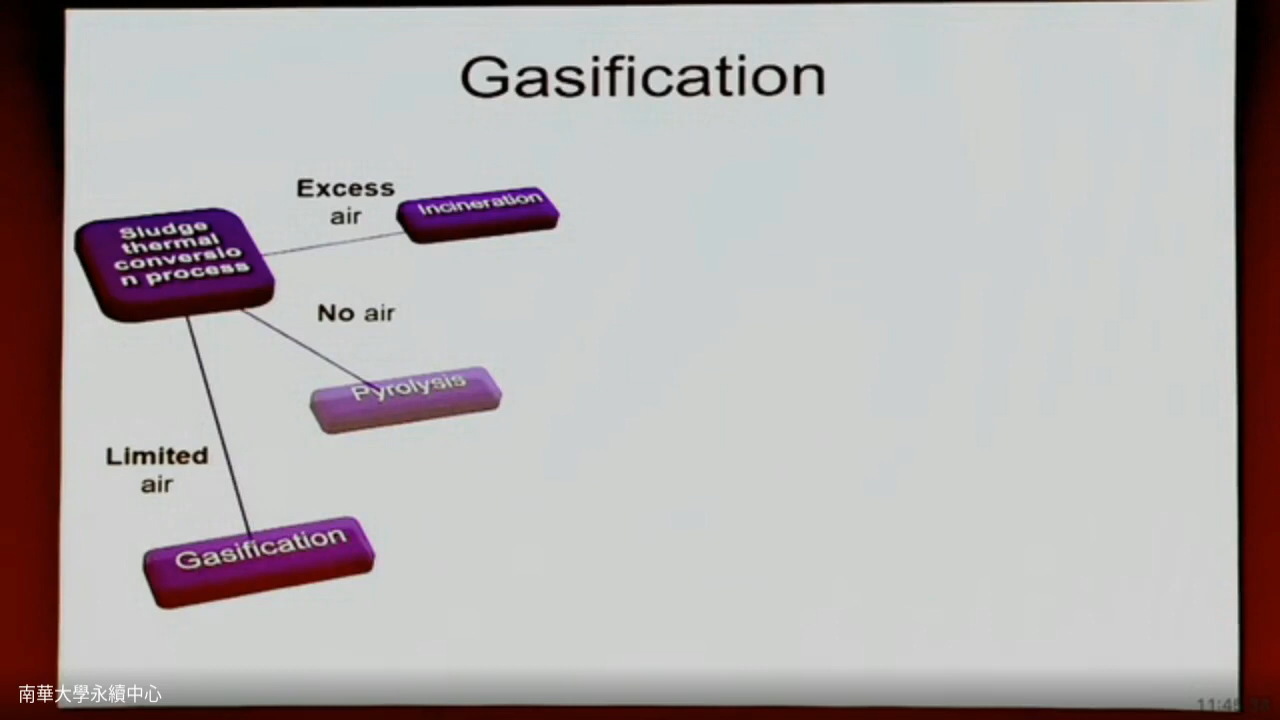 Gasification
Excess
air
Incineration
Sludge
thermal
conversio
n process
No air
Pyrolysis
Limited
air
Gasification
南華大學永續中心